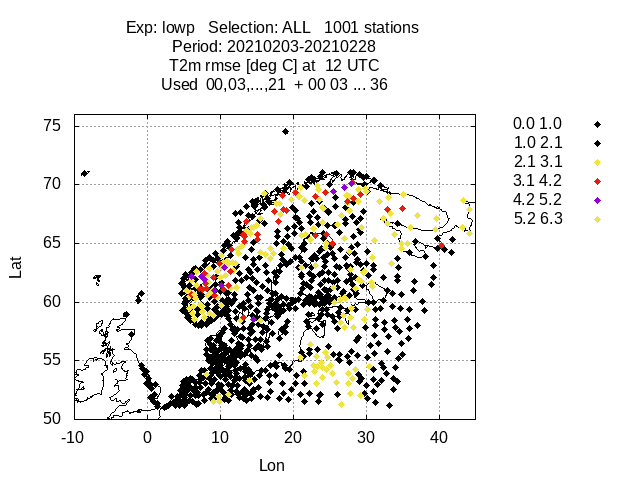 Exp: lowp Selection: ALL 1001 stations
Period: 20210203-20210228
T2m rmse [deg C] at 12 UTC
Used 00,03,...,21 + 00 03 ... 36
0.0 1.0
1.0 2.1
2.1 3.1
3.1 4.2
4.2 5.2
5.2 6.3
75
70
65
60
55
50
Lat
-10 0 10 20 30 40
Lon